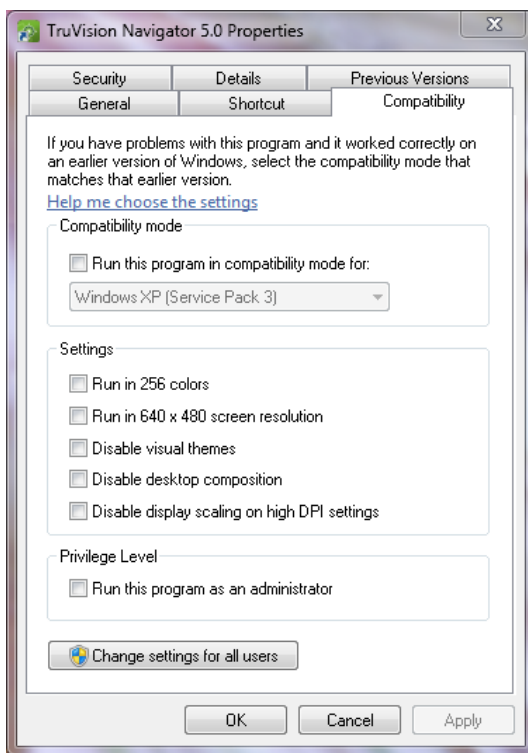 TruVision Navigator 5.0 Properties
Security
Details
Previous Versions
General
Shortcut
Compatibility
If you have problems with this program and it worked correctly on
an earlier version of Windows, select the compatibility mode that
matches that earlier version.
Help me choose the settings
Compatibility mode
Run this program in compatibility mode for:
Windows XP (Service Pack 3)
Settings
Run in 256 colors
Run in 640 x 480 screen resolution
Disable visual themes
Disable desktop composition
Disable display scaling on high DPI settings
Privilege Level
Run this program as an administrator
Change settings for all users
OK
Cancel
Apply